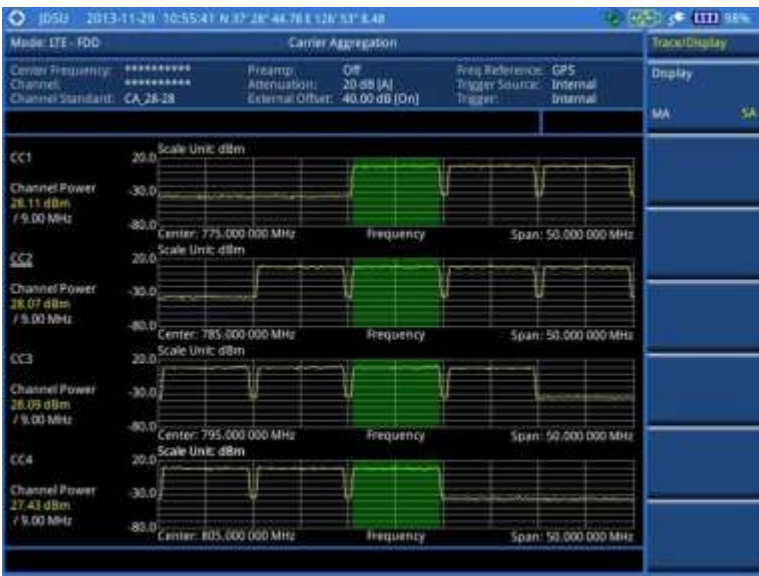 JDSU 2013-11-29 10:55:41 98%
Mode: LTE - FDD Carrier Aggregation Trace/Display
Center Frequency: ********** Preamp: Off Freq Reference: GPS
Channel: ********** Attenuation: 20 dB [A] Trigger Source: Internal
Channel Standard: CA_28-28 External Offset: 40.00 dB [On] Trigger: Internal
Display
MA SA
CC1
Scale Unit: dBm
20.0
Channel Power
28.11 dBm
/ 9.00 MHz
-30.0
-80.0
Center: 775.000 000 MHz Frequency Span: 50.000 000 MHz
CC2
Scale Unit: dBm
20.0
Channel Power
28.07 dBm
/ 9.00 MHz
-30.0
-80.0
Center: 785.000 000 MHz Frequency Span: 50.000 000 MHz
CC3
Scale Unit: dBm
20.0
Channel Power
28.09 dBm
/ 9.00 MHz
-30.0
-80.0
Center: 795.000 000 MHz Frequency Span: 50.000 000 MHz
CC4
Scale Unit: dBm
20.0
Channel Power
27.43 dBm
/ 9.00 MHz
-30.0
-80.0
Center: 805.000 000 MHz Frequency Span: 50.000 000 MHz